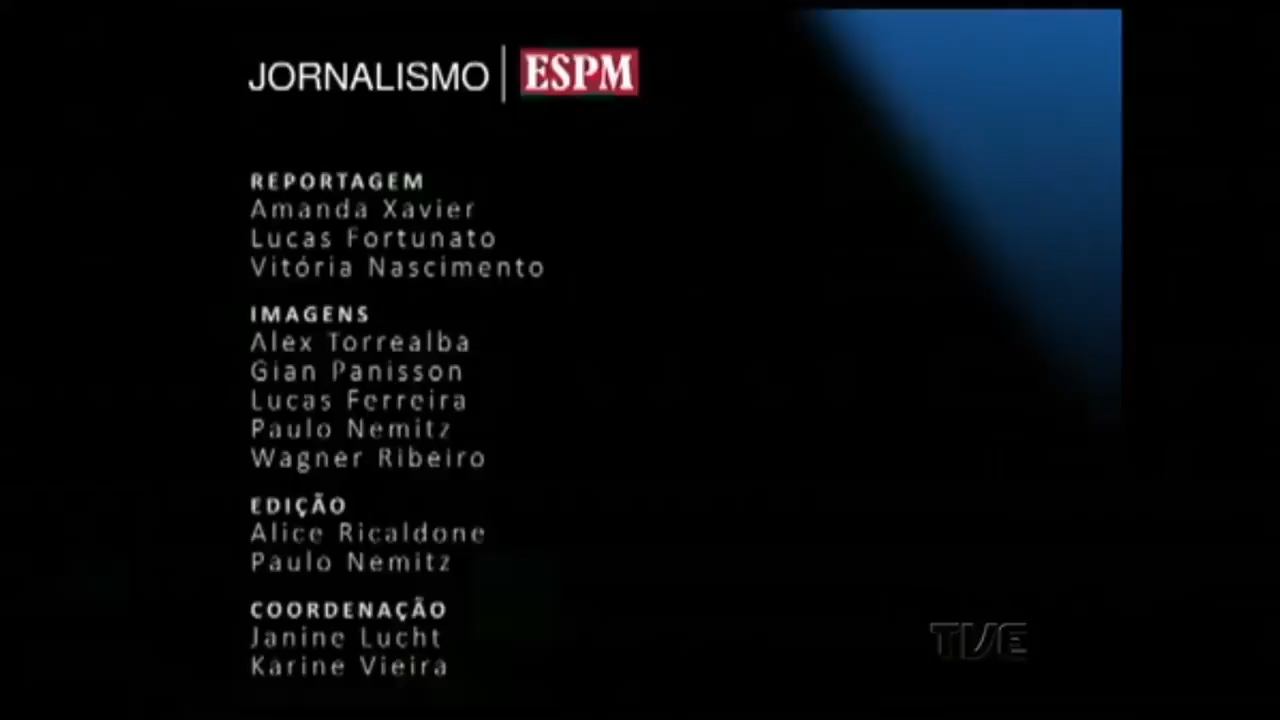 JORNALISMO | ESPM
REPORTAGEM
Amanda Xavier
Lucas Fortunato
Vitória Nascimento
IMAGENS
Alex Torrealba
Gian Panisson
Lucas Ferreira
Paulo Nemitz
Wagner Ribeiro
EDIÇÃO
Alice Ricaldone
Paulo Nemitz
COORDENAÇÃO
Janine Lucht
Karine Vieira
TVE